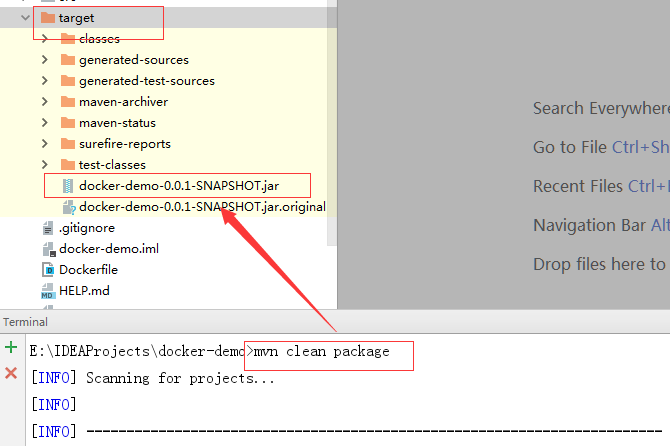 target
classes
generated-sources
generated-test-sources
maven-archiver
maven-status
surefire-reports
test-classes
docker-demo-0.0.1-SNAPSHOT.jar
docker-demo-0.0.1-SNAPSHOT.jar.original
.gitignore
docker-demo.iml
Dockerfile
HELP.md
Search Everywhere
Go to File Ctrl+Sh
Recent Files Ctrl+
Navigation Bar Alt
Drop files here to
Terminal
E:\IDEAProjects\docker-demo>mvn clean package
[INFO] Scanning for projects...
[INFO]
[INFO] ------------------------------------------------------------------------